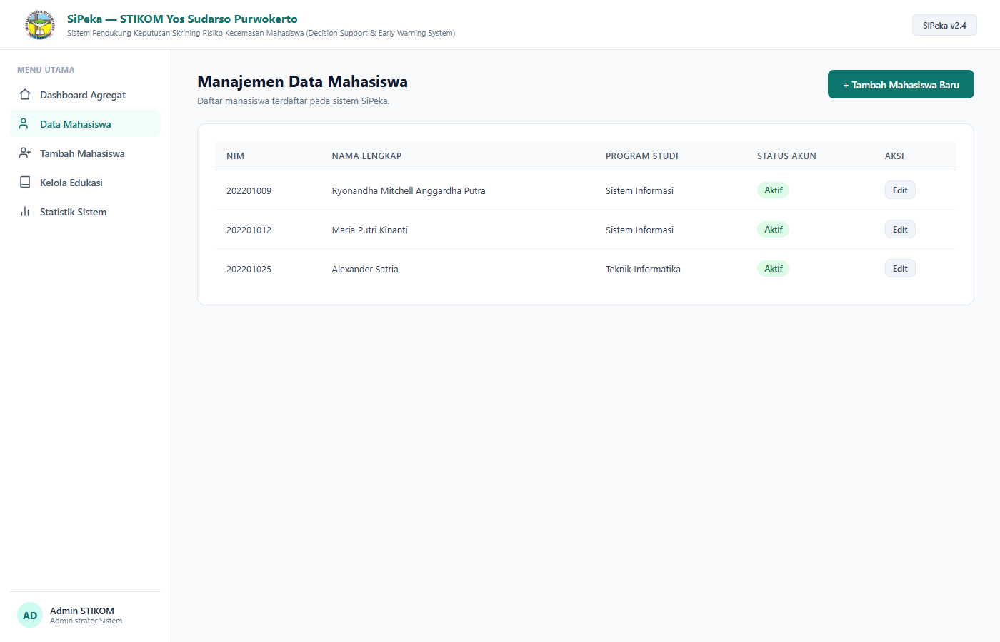 SiPeka — STIKOM Yos Sudarso Purwokerto
Sistem Pendukung Keputusan Skrining Risiko Kecemasan Mahasiswa (Decision Support & Early Warning System)
SiPeka v2.4
MENU UTAMA
Dashboard Agregat
Data Mahasiswa
Tambah Mahasiswa
Kelola Edukasi
Statistik Sistem
AD
Admin STIKOM
Administrator Sistem
Manajemen Data Mahasiswa
Daftar mahasiswa terdaftar pada sistem SiPeka.
+ Tambah Mahasiswa Baru
NIM NAMA LENGKAP PROGRAM STUDI STATUS AKUN AKSI
202201009 Ryonandha Mitchell Anggardha Putra Sistem Informasi Aktif Edit
202201012 Maria Putri Kinanti Sistem Informasi Aktif Edit
202201025 Alexander Satria Teknik Informatika Aktif Edit